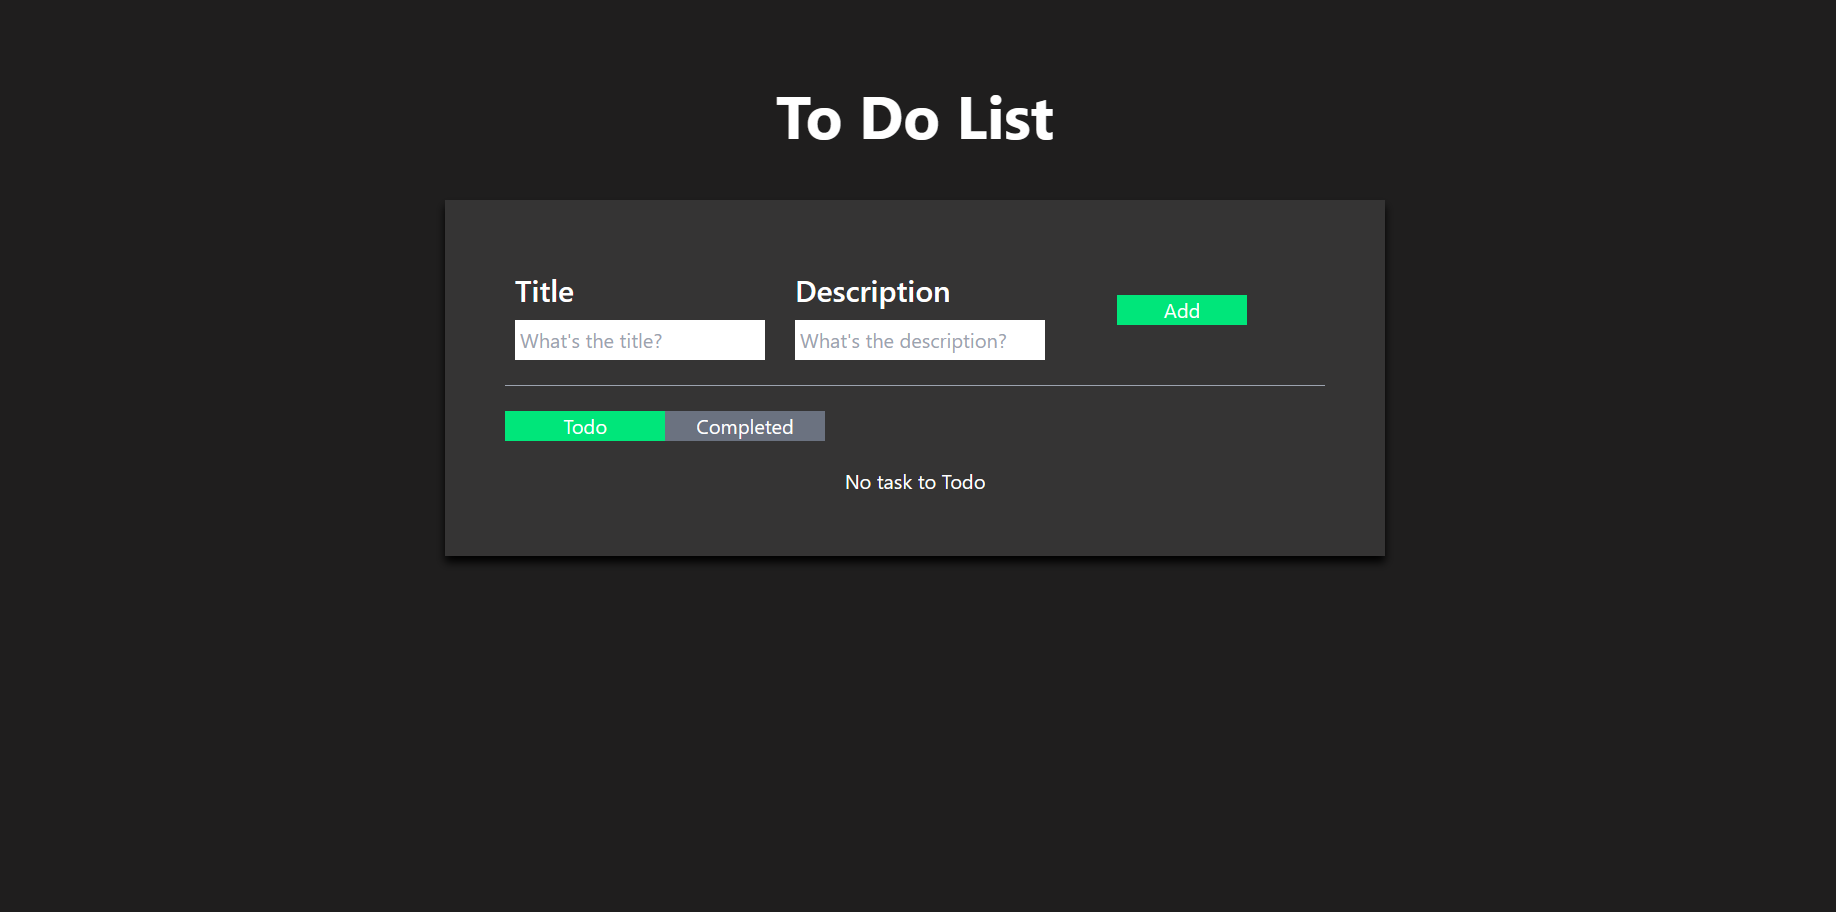 To Do List
Title
Description
Add
What's the title?
What's the description?
Todo
Completed
No task to Todo